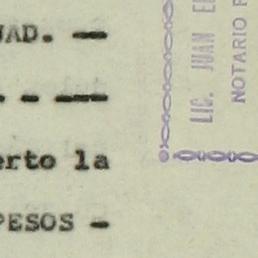 UAD. —
- - ---
erto la
PESOS -
LIC. JUAN
NOTARIO